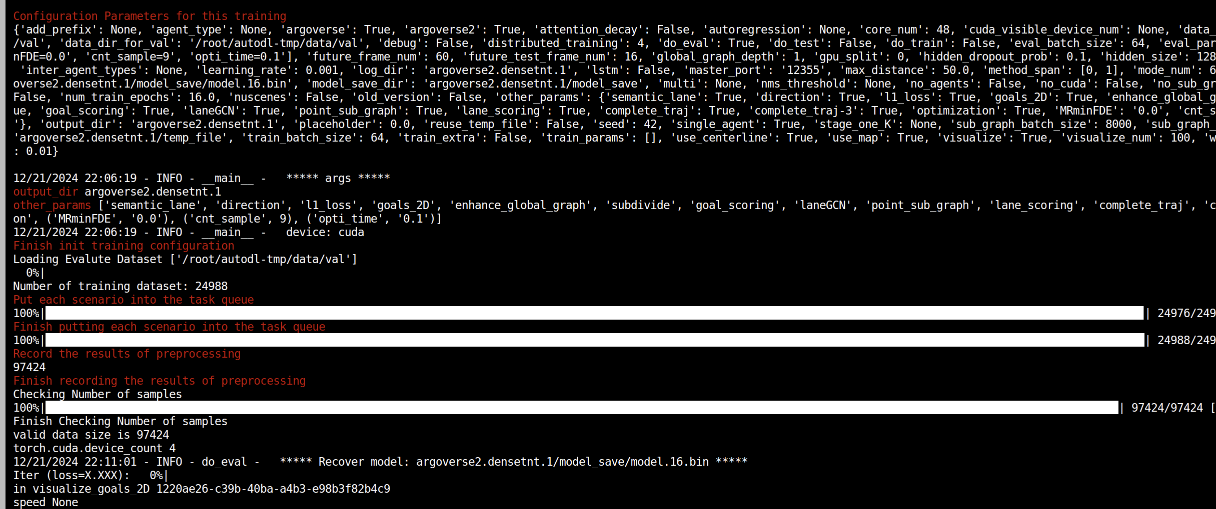 Configuration Parameters for this training
{'add_prefix': None, 'agent_type': None, 'argoverse': True, 'argoverse2': True, 'attention_decay': False, 'autoregression': None, 'core_num': 48, 'cuda_visible_device_num': None, 'data_
/val', 'data_dir_for_val': '/root/autodl-tmp/data/val', 'debug': False, 'distributed_training': 4, 'do_eval': True, 'do_test': False, 'do_train': False, 'eval_batch_size': 64, 'eval_par
nFDE=0.0', 'cnt_sample=9', 'opti_time=0.1'], 'future_frame_num': 60, 'future_test_frame_num': 16, 'global_graph_depth': 1, 'gpu_split': 0, 'hidden_dropout_prob': 0.1, 'hidden_size': 128
 'inter_agent_types': None, 'learning_rate': 0.001, 'log_dir': 'argoverse2.densetnt.1', 'lstm': False, 'master_port': '12355', 'max_distance': 50.0, 'method_span': [0, 1], 'mode_num': 6
overse2.densetnt.1/model_save/model.16.bin', 'model_save_dir': 'argoverse2.densetnt.1/model_save', 'multi': None, 'nms_threshold': None, 'no_agents': False, 'no_cuda': False, 'no_sub_gr
False, 'num_train_epochs': 16.0, 'nuscenes': False, 'old_version': False, 'other_params': {'semantic_lane': True, 'direction': True, 'l1_loss': True, 'goals_2D': True, 'enhance_global_g
ue, 'goal_scoring': True, 'laneGCN': True, 'point_sub_graph': True, 'lane_scoring': True, 'complete_traj': True, 'complete_traj-3': True, 'optimization': True, 'MRminFDE': '0.0', 'cnt_s
'}, 'output_dir': 'argoverse2.densetnt.1', 'placeholder': 0.0, 'reuse_temp_file': False, 'seed': 42, 'single_agent': True, 'stage_one_K': None, 'sub_graph_batch_size': 8000, 'sub_graph_
'argoverse2.densetnt.1/temp_file', 'train_batch_size': 64, 'train_extra': False, 'train_params': [], 'use_centerline': True, 'use_map': True, 'visualize': True, 'visualize_num': 100, 'w
: 0.01}
12/21/2024 22:06:19 - INFO - __main__ -   ***** args *****
output_dir argoverse2.densetnt.1
other_params ['semantic_lane', 'direction', 'l1_loss', 'goals_2D', 'enhance_global_graph', 'subdivide', 'goal_scoring', 'laneGCN', 'point_sub_graph', 'lane_scoring', 'complete_traj', 'c
on', ('MRminFDE', '0.0'), ('cnt_sample', 9), ('opti_time', '0.1')]
12/21/2024 22:06:19 - INFO - __main__ -   device: cuda
Finish init training configuration
Loading Evalute Dataset ['/root/autodl-tmp/data/val']
  0%|
Number of training dataset: 24988
Put each scenario into the task queue
100%| | 24976/249
Finish putting each scenario into the task queue
100%| | 24988/249
Record the results of preprocessing
97424
Finish recording the results of preprocessing
Checking Number of samples
100%| | 97424/97424 [
Finish Checking Number of samples
valid data size is 97424
torch.cuda.device_count 4
12/21/2024 22:11:01 - INFO - do_eval -   ***** Recover model: argoverse2.densetnt.1/model_save/model.16.bin *****
Iter (loss=X.XXX):   0%|
in visualize_goals_2D 1220ae26-c39b-40ba-a4b3-e98b3f82b4c9
speed None